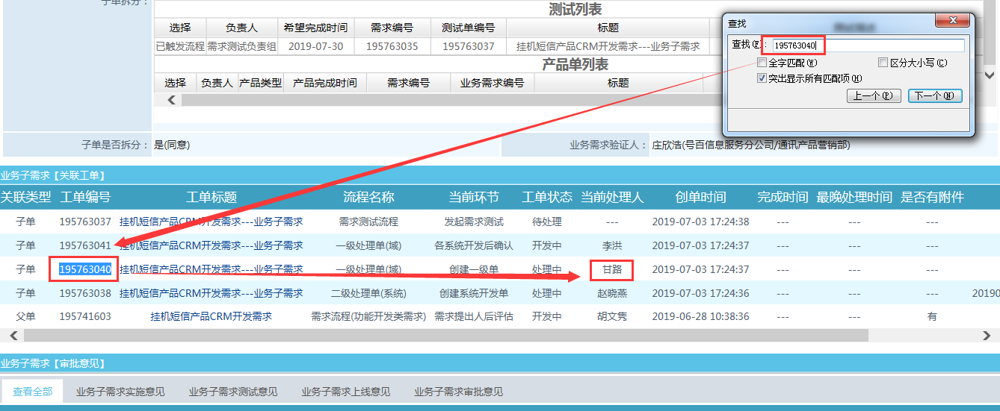 子单拆分：
测试列表
选择 负责人 希望完成时间 需求编号 测试单编号 标题
已触发流程 需求测试负责组 2019-07-30 195763035 195763037 挂机短信产品CRM开发需求---业务子需求
产品单列表
选择 负责人 产品类型 产品完成时间 需求编号 业务需求编号 标题
查找
查找(F): 195763040
全字匹配(W) 区分大小写(C)
突出显示所有匹配项(H)
上一个(P) 下一个(N)
子单是否拆分： 是(同意) 业务需求验证人： 庄欣浩(号百信息服务分公司/通讯产品营销部)
业务子需求【关联工单】
关联类型 工单编号 工单标题 流程名称 当前环节 工单状态 当前处理人 创单时间 完成时间 最晚处理时间 是否有附件
子单 195763037 挂机短信产品CRM开发需求---业务子需求 需求测试流程 发起需求测试 待处理 --- 2019-07-03 17:24:38 --- --- ---
子单 195763041 挂机短信产品CRM开发需求---业务子需求 一级处理单(域) 各系统开发后确认 开发中 李洪 2019-07-03 17:24:37 --- --- ---
子单 195763040 挂机短信产品CRM开发需求---业务子需求 一级处理单(域) 创建一级单 处理中 甘路 2019-07-03 17:24:37 --- --- ---
子单 195763038 挂机短信产品CRM开发需求---业务子需求 二级处理单(系统) 创建系统开发单 处理中 赵晓燕 2019-07-03 17:24:36 --- --- --- 20190
父单 195741603 挂机短信产品CRM开发需求 需求流程(功能开发类需求) 需求提出人后评估 开发中 胡文隽 2019-06-28 10:38:36 --- --- 有
业务子需求【审批意见】
查看全部 业务子需求实施意见 业务子需求测试意见 业务子需求上线意见 业务子需求审批意见